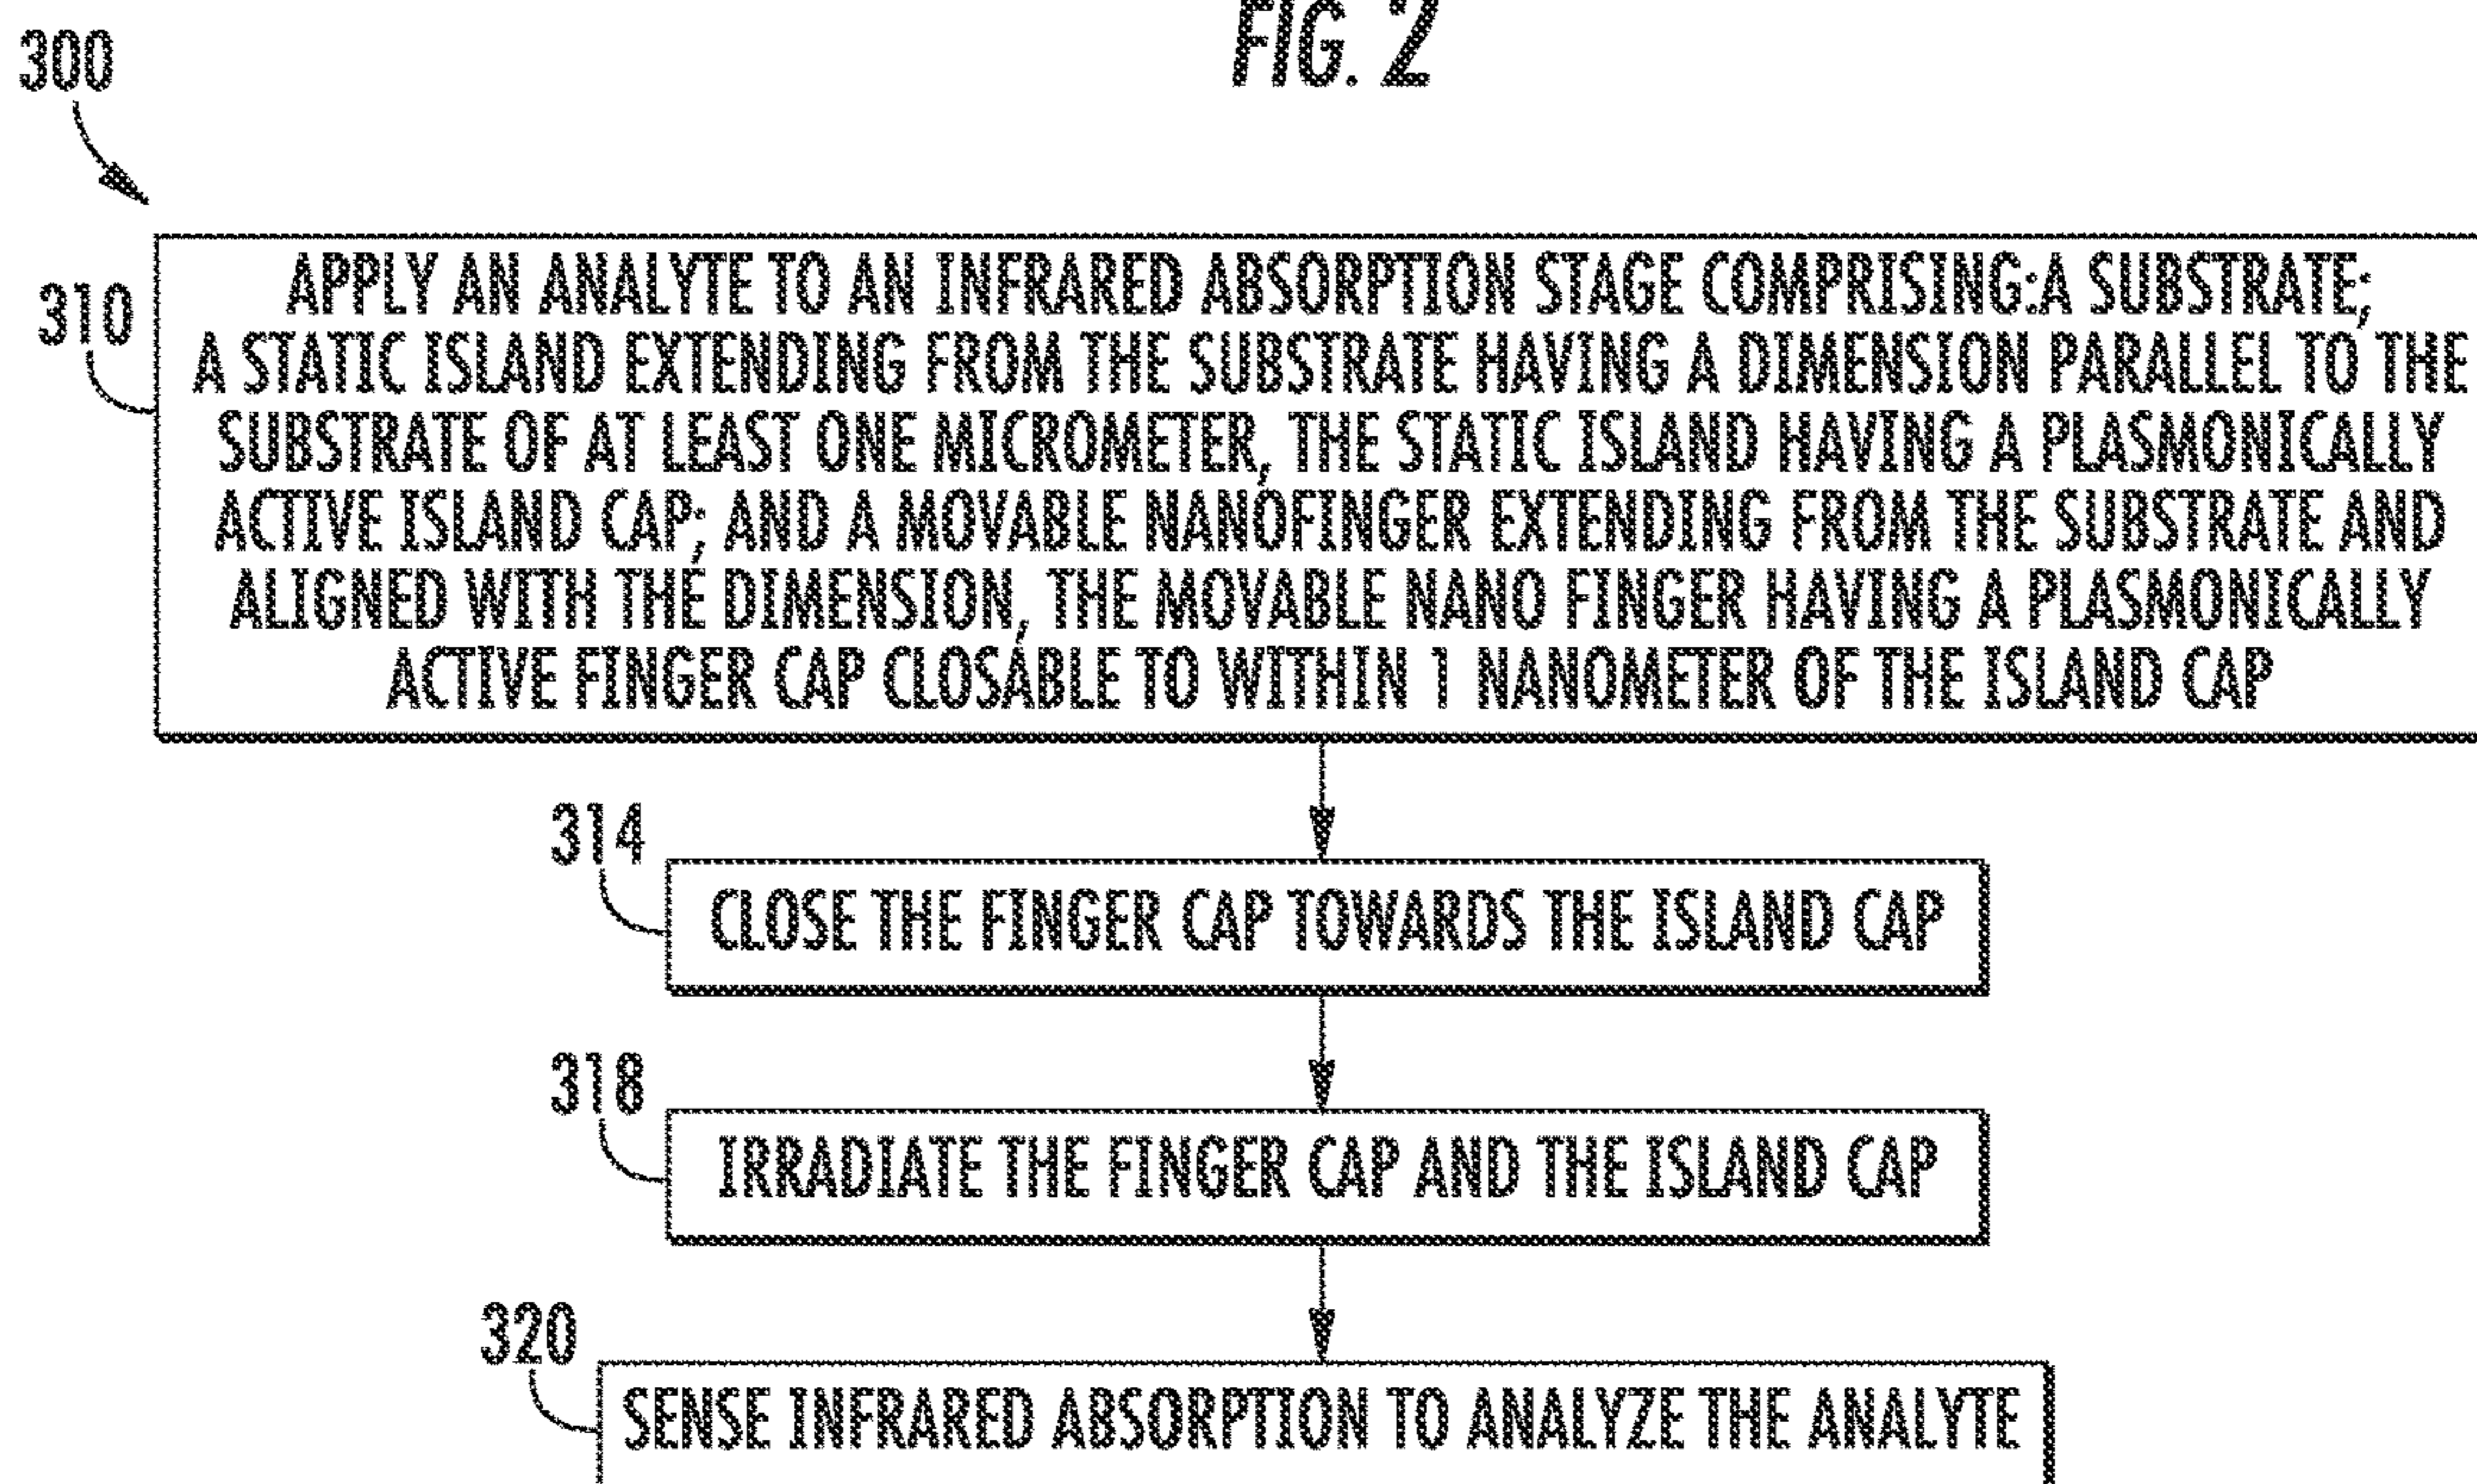 FIG. 2
300
310
APPLY AN ANALYTE TO AN INFRARED ABSORPTION STAGE COMPRISING:A SUBSTRATE;
A STATIC ISLAND EXTENDING FROM THE SUBSTRATE HAVING A DIMENSION PARALLEL TO THE
SUBSTRATE OF AT LEAST ONE MICROMETER, THE STATIC ISLAND HAVING A PLASMONICALLY
ACTIVE ISLAND CAP; AND A MOVABLE NANOFINGER EXTENDING FROM THE SUBSTRATE AND
ALIGNED WITH THE DIMENSION, THE MOVABLE NANO FINGER HAVING A PLASMONICALLY
ACTIVE FINGER CAP CLOSABLE TO WITHIN 1 NANOMETER OF THE ISLAND CAP
314
CLOSE THE FINGER CAP TOWARDS THE ISLAND CAP
318
IRRADIATE THE FINGER CAP AND THE ISLAND CAP
320
SENSE INFRARED ABSORPTION TO ANALYZE THE ANALYTE